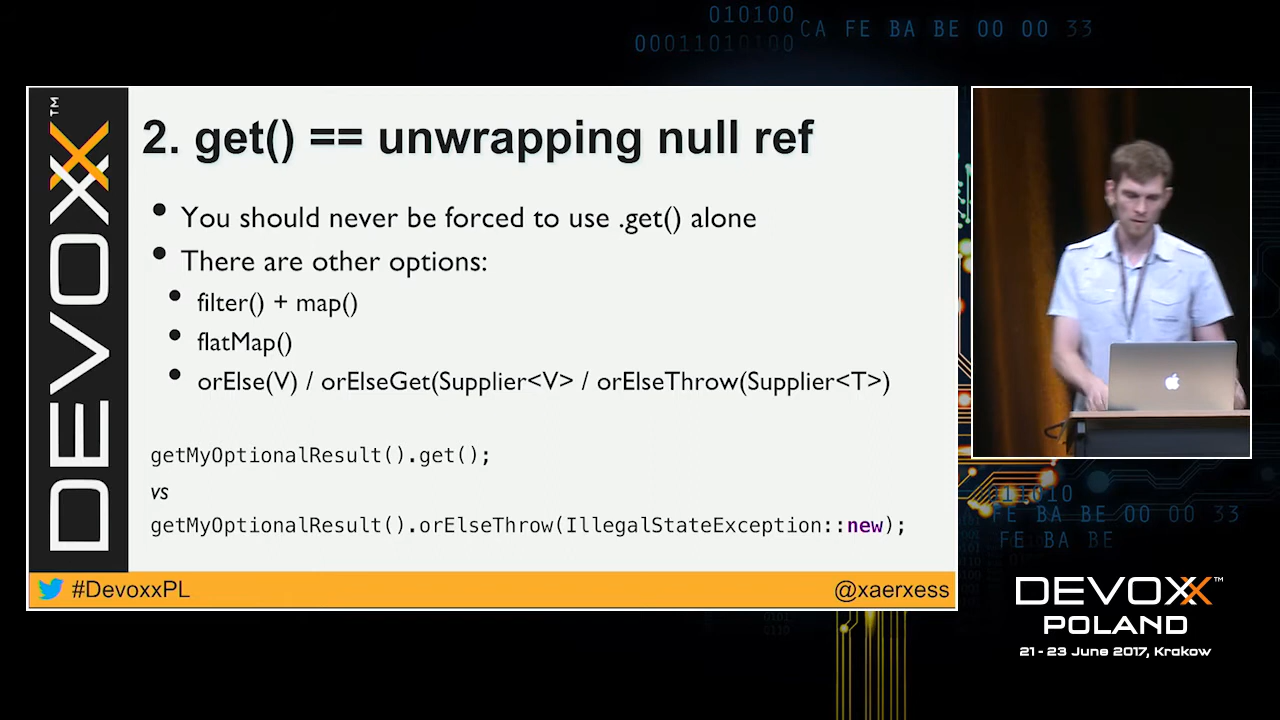 010100
00011010100
CA FE BA BE 00 00 33
DEVOXX™
2. get() == unwrapping null ref
You should never be forced to use .get() alone
There are other options:
filter() + map()
flatMap()
orElse(V) / orElseGet(Supplier<V> / orElseThrow(Supplier<T>)
getMyOptionalResult().get();
vs
getMyOptionalResult().orElseThrow(IllegalStateException::new);
#DevoxxPL
@xaerxess
FE BA BE 00 00 33
FE BA BE
DEVOXX™
POLAND
21 - 23 June 2017, Krakow